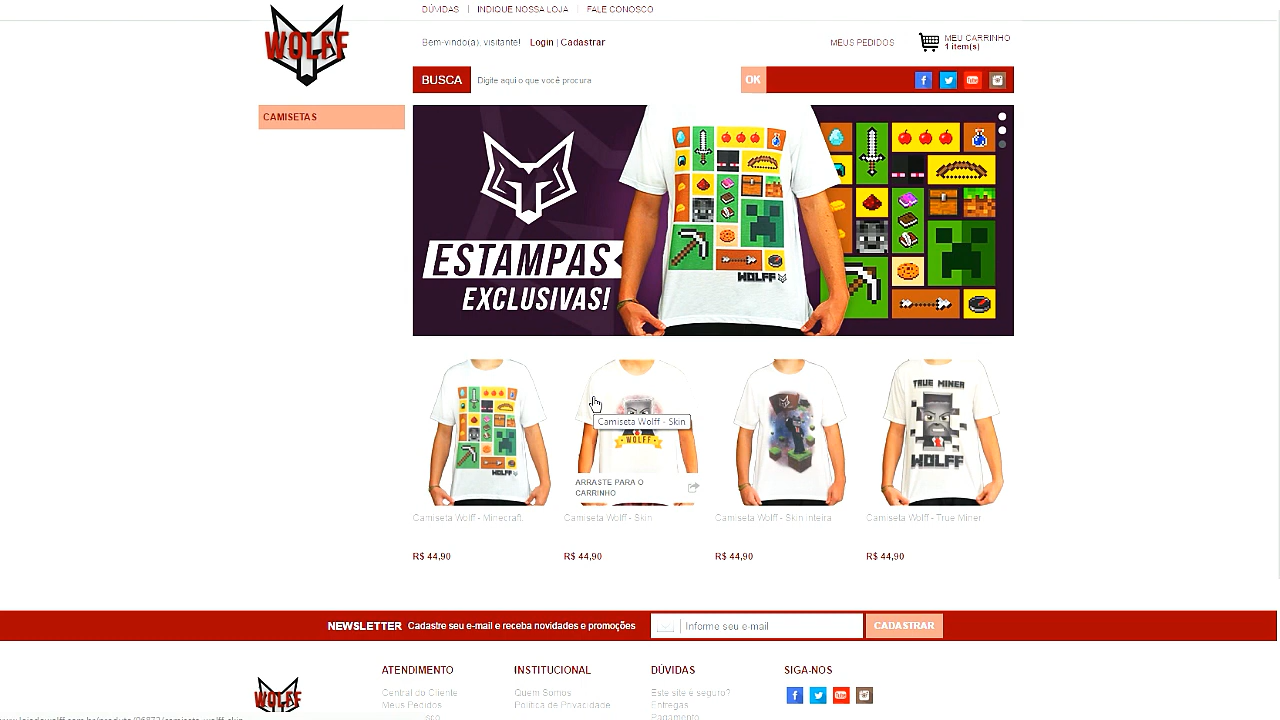 DÚVIDAS | INDIQUE NOSSA LOJA | FALE CONOSCO
WOLFF
Bem-vindo(a), visitante! Login | Cadastrar
MEUS PEDIDOS
MEU CARRINHO
1 item(s)
BUSCA
Digite aqui o que você procura
OK
You
CAMISETAS
ESTAMPAS
EXCLUSIVAS!
WOLFF
WOLFF
WOLFF
TRUE MINER
WOLFF
Camiseta Wolff - Skin
ARRASTE PARA O
CARRINHO
Camiseta Wolff - Minecraft
Camiseta Wolff - Skin
Camiseta Wolff - Skin Inteira
Camiseta Wolff - True Miner
R$ 44,90
R$ 44,90
R$ 44,90
R$ 44,90
NEWSLETTER Cadastre seu e-mail e receba novidades e promoções
Informe seu e-mail
CADASTRAR
WOLFF
ATENDIMENTO
Central do Cliente
Meus Pedidos
INSTITUCIONAL
Quem Somos
Política de Privacidade
DÚVIDAS
Este site é seguro?
Entregas
Pagamento
SIGA-NOS
You